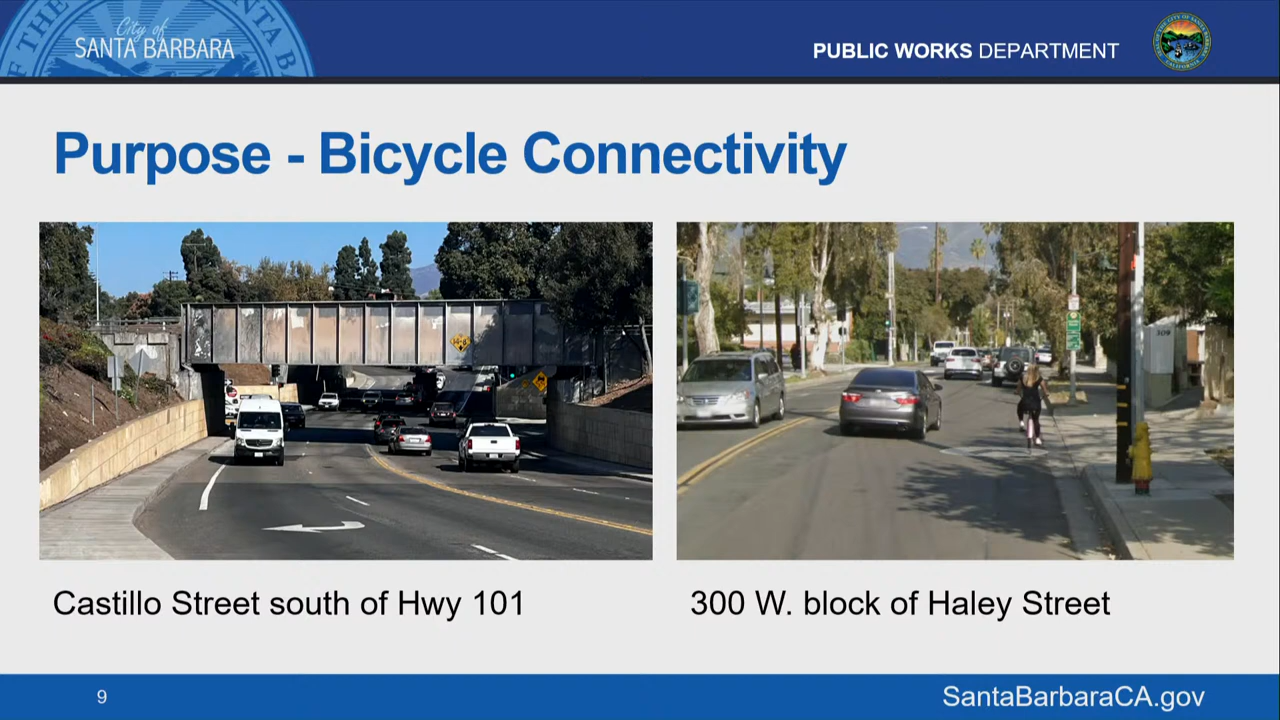 City of
SANTA BARBARA
PUBLIC WORKS DEPARTMENT
Purpose - Bicycle Connectivity
Castillo Street south of Hwy 101
300 W. block of Haley Street
9
SantaBarbaraCA.gov